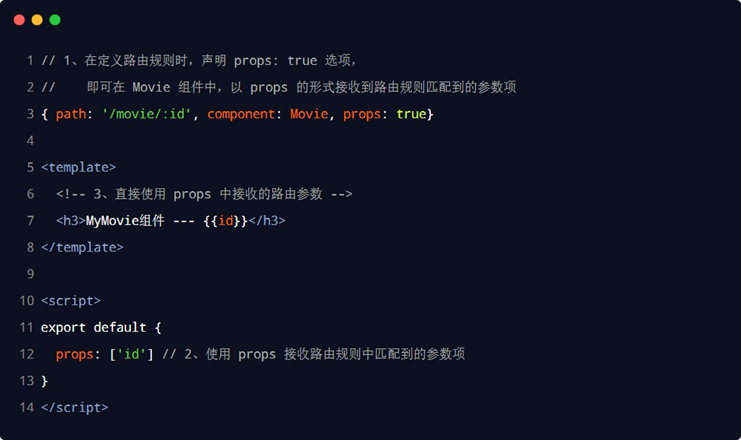 1 // 1、在定义路由规则时，声明 props: true 选项，
2 //    即可在 Movie 组件中，以 props 的形式接收到路由规则匹配到的参数项
3 { path: '/movie/:id', component: Movie, props: true}
4
5 <template>
6   <!-- 3、直接使用 props 中接收的路由参数 -->
7   <h3>MyMovie组件 --- {{id}}</h3>
8 </template>
9
10 <script>
11 export default {
12   props: ['id'] // 2、使用 props 接收路由规则中匹配到的参数项
13 }
14 </script>